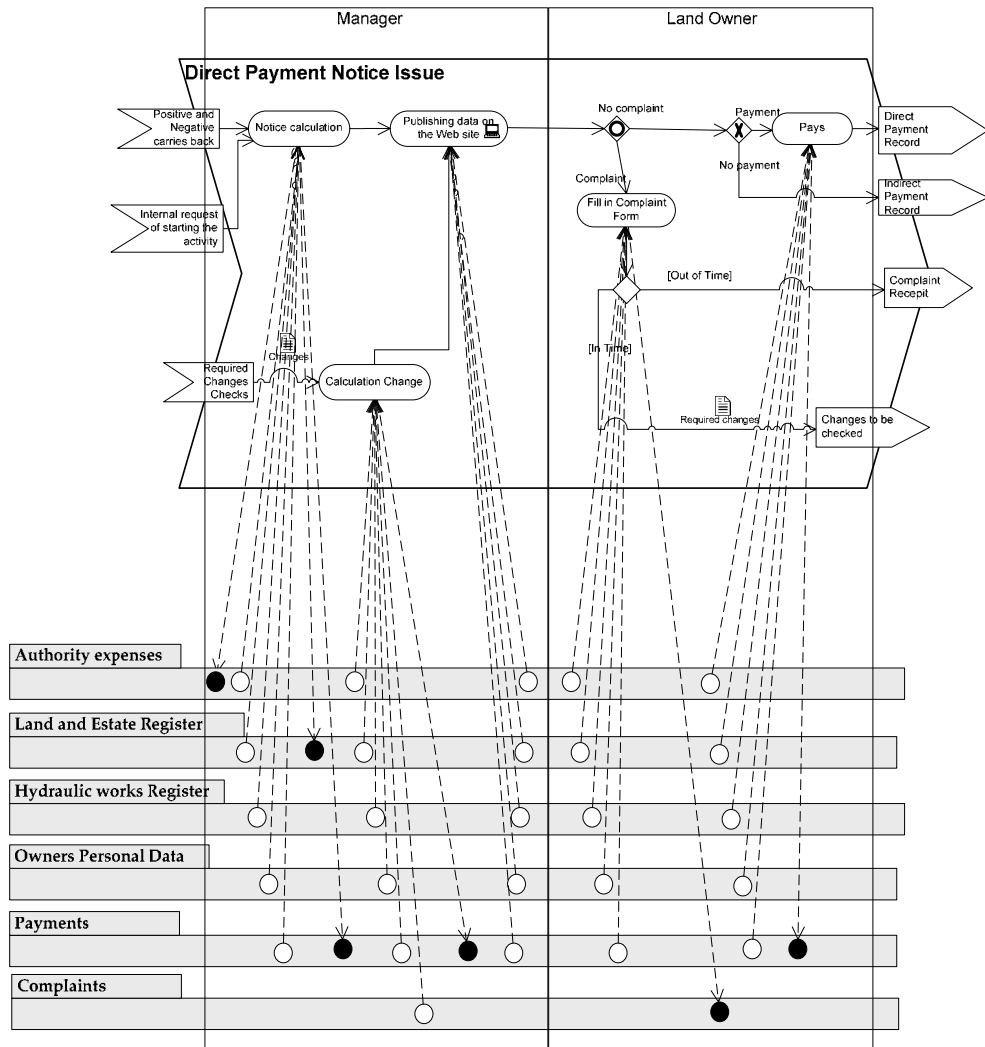 Manager
Land Owner
Direct Payment Notice Issue
Positive and
Negative
carries back
Notice calculation
Publishing data on
the Web site
No complaint
Payment
Pays
Direct
Payment
Record
No payment
Complaint
Indirect
Payment
Record
Internal request
of starting the
activity
Fill in Complaint
Form
[Out of Time]
Complaint
Recepit
[In Time]
Changes
Required
Changes
Checks
Calculation Change
Required changes
Changes to be
checked
Authority expenses
Land and Estate Register
Hydraulic works Register
Owners Personal Data
Payments
Complaints